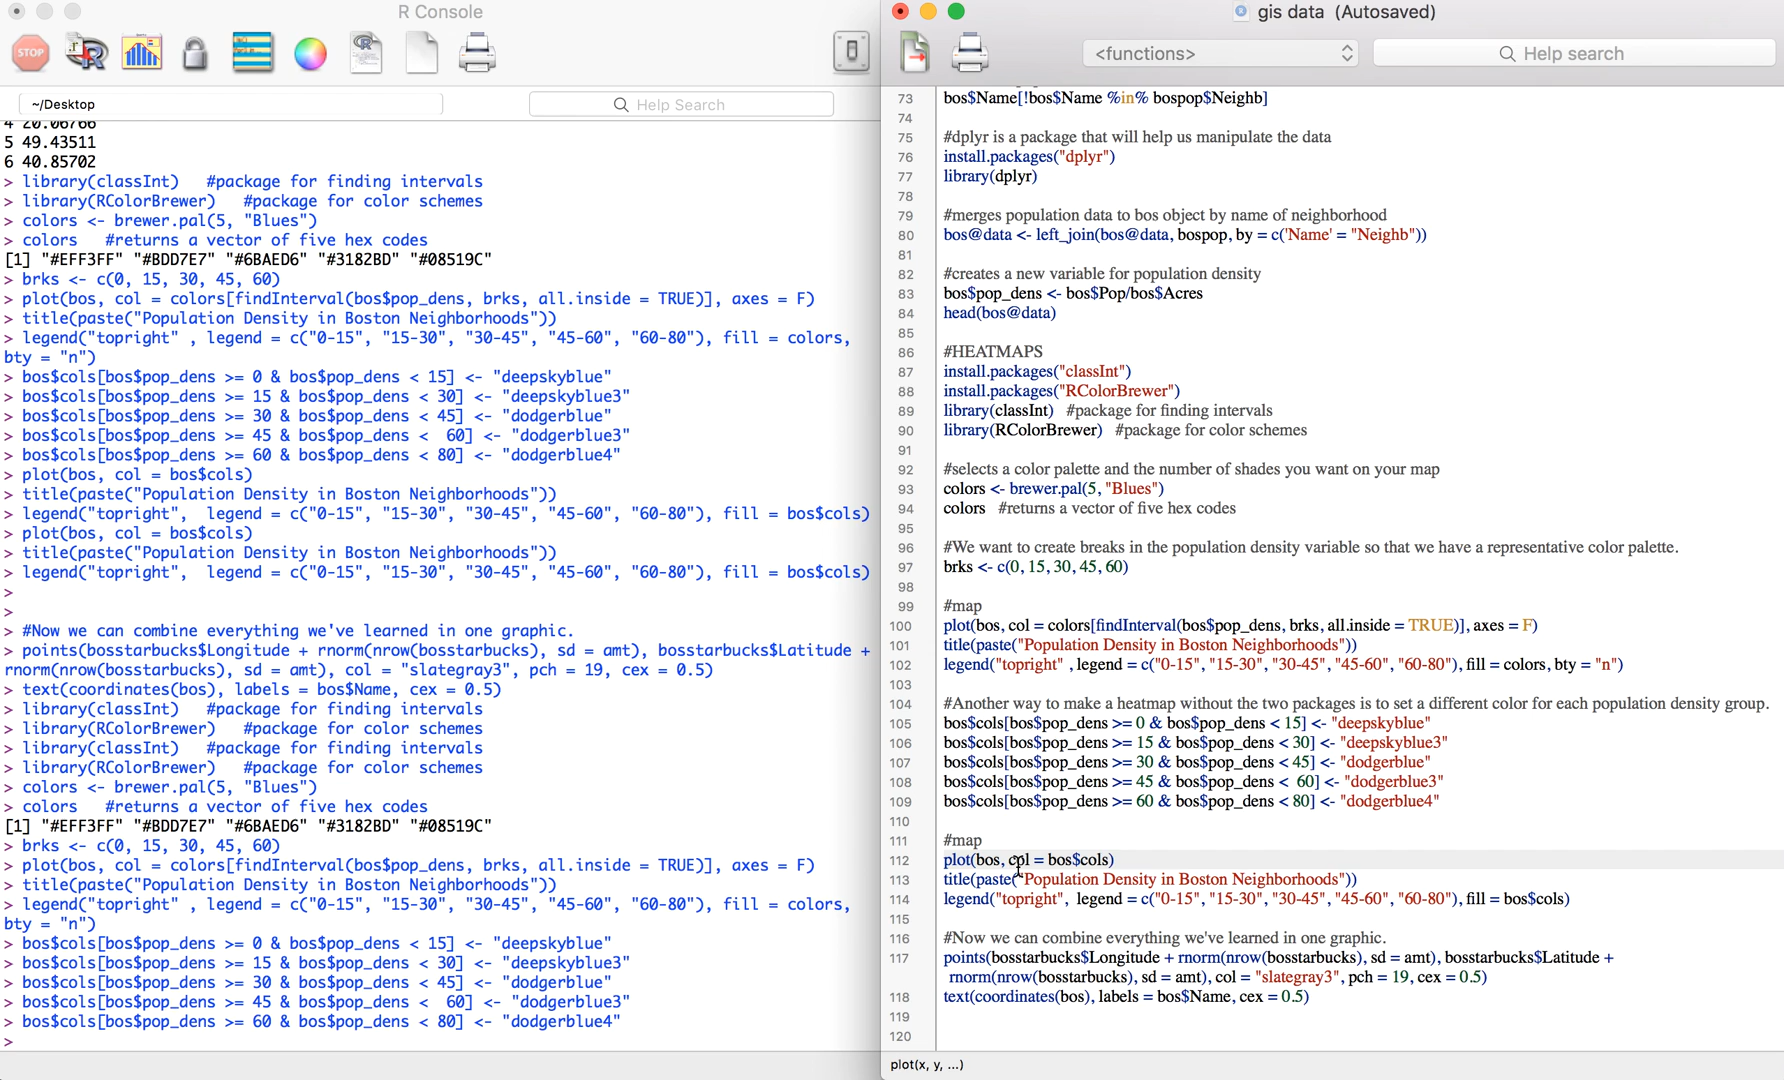 R Console
STOP
~/Desktop
Help Search
4 20.06766
5 49.43511
6 40.85702
> library(classInt)   #package for finding intervals
> library(RColorBrewer)   #package for color schemes
> colors <- brewer.pal(5, "Blues")
> colors   #returns a vector of five hex codes
[1] "#EFF3FF" "#BDD7E7" "#6BAED6" "#3182BD" "#08519C"
> brks <- c(0, 15, 30, 45, 60)
> plot(bos, col = colors[findInterval(bos$pop_dens, brks, all.inside = TRUE)], axes = F)
> title(paste("Population Density in Boston Neighborhoods"))
> legend("topright" , legend = c("0-15", "15-30", "30-45", "45-60", "60-80"), fill = colors,
bty = "n")
> bos$cols[bos$pop_dens >= 0 & bos$pop_dens < 15] <- "deepskyblue"
> bos$cols[bos$pop_dens >= 15 & bos$pop_dens < 30] <- "deepskyblue3"
> bos$cols[bos$pop_dens >= 30 & bos$pop_dens < 45] <- "dodgerblue"
> bos$cols[bos$pop_dens >= 45 & bos$pop_dens <  60] <- "dodgerblue3"
> bos$cols[bos$pop_dens >= 60 & bos$pop_dens < 80] <- "dodgerblue4"
> plot(bos, col = bos$cols)
> title(paste("Population Density in Boston Neighborhoods"))
> legend("topright",  legend = c("0-15", "15-30", "30-45", "45-60", "60-80"), fill = bos$cols)
> plot(bos, col = bos$cols)
> title(paste("Population Density in Boston Neighborhoods"))
> legend("topright",  legend = c("0-15", "15-30", "30-45", "45-60", "60-80"), fill = bos$cols)
>
>
> #Now we can combine everything we've learned in one graphic.
> points(bosstarbucks$Longitude + rnorm(nrow(bosstarbucks), sd = amt), bosstarbucks$Latitude +
rnorm(nrow(bosstarbucks), sd = amt), col = "slategray3", pch = 19, cex = 0.5)
> text(coordinates(bos), labels = bos$Name, cex = 0.5)
> library(classInt)   #package for finding intervals
> library(RColorBrewer)   #package for color schemes
> library(classInt)   #package for finding intervals
> library(RColorBrewer)   #package for color schemes
> colors <- brewer.pal(5, "Blues")
> colors   #returns a vector of five hex codes
[1] "#EFF3FF" "#BDD7E7" "#6BAED6" "#3182BD" "#08519C"
> brks <- c(0, 15, 30, 45, 60)
> plot(bos, col = colors[findInterval(bos$pop_dens, brks, all.inside = TRUE)], axes = F)
> title(paste("Population Density in Boston Neighborhoods"))
> legend("topright" , legend = c("0-15", "15-30", "30-45", "45-60", "60-80"), fill = colors,
bty = "n")
> bos$cols[bos$pop_dens >= 0 & bos$pop_dens < 15] <- "deepskyblue"
> bos$cols[bos$pop_dens >= 15 & bos$pop_dens < 30] <- "deepskyblue3"
> bos$cols[bos$pop_dens >= 30 & bos$pop_dens < 45] <- "dodgerblue"
> bos$cols[bos$pop_dens >= 45 & bos$pop_dens <  60] <- "dodgerblue3"
> bos$cols[bos$pop_dens >= 60 & bos$pop_dens < 80] <- "dodgerblue4"
>
gis data (Autosaved)
<functions>
Help search
73 bos$Name[!bos$Name %in% bospop$Neighb]
74
75 #dplyr is a package that will help us manipulate the data
76 install.packages("dplyr")
77 library(dplyr)
78
79 #merges population data to bos object by name of neighborhood
80 bos@data <- left_join(bos@data, bospop, by = c('Name' = "Neighb"))
81
82 #creates a new variable for population density
83 bos$pop_dens <- bos$Pop/bos$Acres
84 head(bos@data)
85
86 #HEATMAPS
87 install.packages("classInt")
88 install.packages("RColorBrewer")
89 library(classInt)   #package for finding intervals
90 library(RColorBrewer)   #package for color schemes
91
92 #selects a color palette and the number of shades you want on your map
93 colors <- brewer.pal(5, "Blues")
94 colors   #returns a vector of five hex codes
95
96 #We want to create breaks in the population density variable so that we have a representative color palette.
97 brks <- c(0, 15, 30, 45, 60)
98
99 #map
100 plot(bos, col = colors[findInterval(bos$pop_dens, brks, all.inside = TRUE)], axes = F)
101 title(paste("Population Density in Boston Neighborhoods"))
102 legend("topright" , legend = c("0-15", "15-30", "30-45", "45-60", "60-80"), fill = colors, bty = "n")
103
104 #Another way to make a heatmap without the two packages is to set a different color for each population density group.
105 bos$cols[bos$pop_dens >= 0 & bos$pop_dens < 15] <- "deepskyblue"
106 bos$cols[bos$pop_dens >= 15 & bos$pop_dens < 30] <- "deepskyblue3"
107 bos$cols[bos$pop_dens >= 30 & bos$pop_dens < 45] <- "dodgerblue"
108 bos$cols[bos$pop_dens >= 45 & bos$pop_dens <  60] <- "dodgerblue3"
109 bos$cols[bos$pop_dens >= 60 & bos$pop_dens < 80] <- "dodgerblue4"
110
111 #map
112 plot(bos, col = bos$cols)
113 title(paste("Population Density in Boston Neighborhoods"))
114 legend("topright",  legend = c("0-15", "15-30", "30-45", "45-60", "60-80"), fill = bos$cols)
115
116 #Now we can combine everything we've learned in one graphic.
117 points(bosstarbucks$Longitude + rnorm(nrow(bosstarbucks), sd = amt), bosstarbucks$Latitude +
rnorm(nrow(bosstarbucks), sd = amt), col = "slategray3", pch = 19, cex = 0.5)
118 text(coordinates(bos), labels = bos$Name, cex = 0.5)
119
120
plot(x, y, ...)